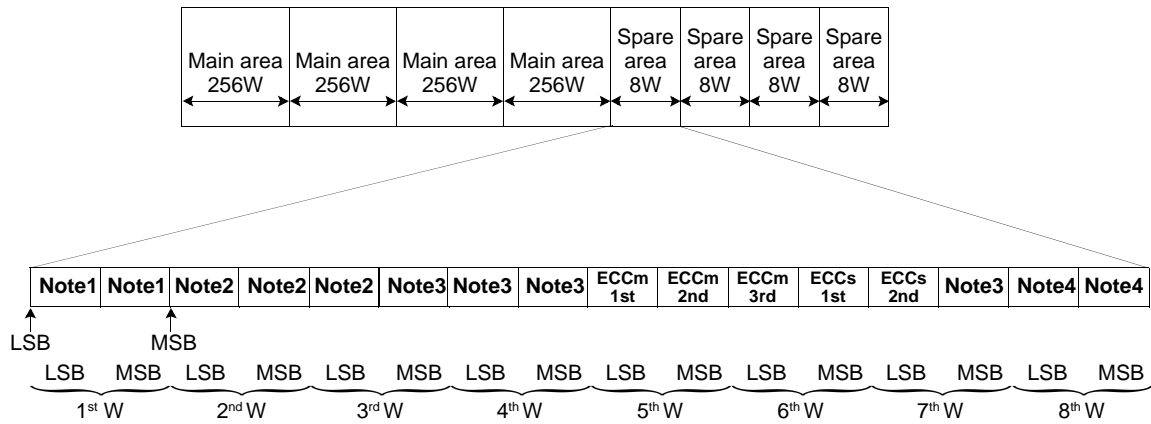 Main area 256W Main area 256W Main area 256W Main area 256W Spare area 8W Spare area 8W Spare area 8W Spare area 8W
Note1 Note1 Note2 Note2 Note2 Note3 Note3 Note3 ECCm 1st ECCm 2nd ECCm 3rd ECCs 1st ECCs 2nd Note3 Note4 Note4
LSB MSB
LSB MSB LSB MSB LSB MSB LSB MSB LSB MSB LSB MSB LSB MSB LSB MSB
1st W 2nd W 3rd W 4th W 5th W 6th W 7th W 8th W